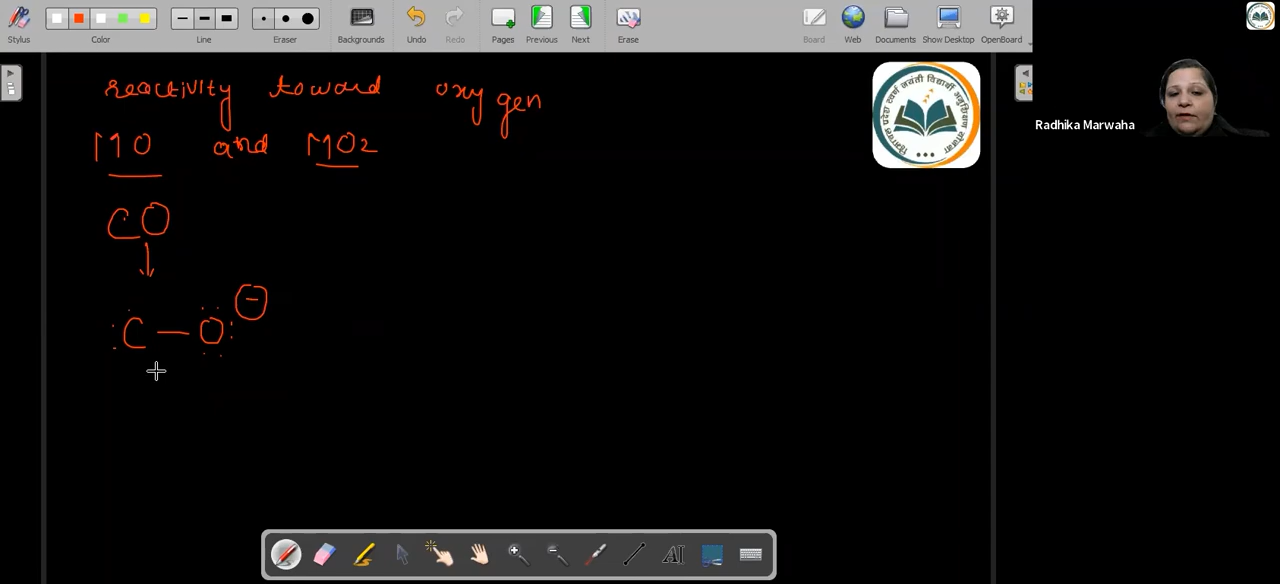 Stylus Color Line Eraser Backgrounds Undo Redo Pages Previous Next Erase Board Web Documents Show Desktop OpenBoard
reactivity toward oxygen
MO and MO2
CO
↓
:C — O: ⊖
Radhika Marwaha
AI